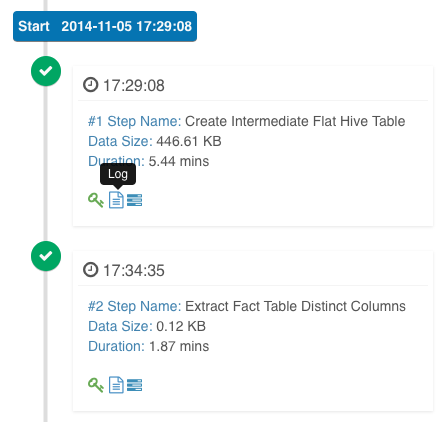 Start 2014-11-05 17:29:08
17:29:08
#1 Step Name: Create Intermediate Flat Hive Table
Data Size: 446.61 KB
Duration: 5.44 mins
Log
17:34:35
#2 Step Name: Extract Fact Table Distinct Columns
Data Size: 0.12 KB
Duration: 1.87 mins